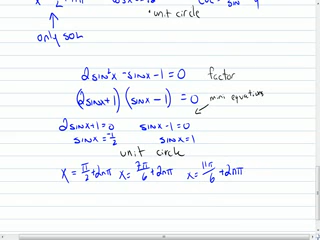 • unit circle
only sol
2sin²x - sinx - 1 = 0 factor
(2sinx+1)(sinx - 1) = 0
mini equations
2sinx+1=0 sinx-1=0
sinx=-1/2 sinx=1
unit circle
x = π/2 + 2nπ x= 7π/6 + 2nπ x= 11π/6 + 2nπ